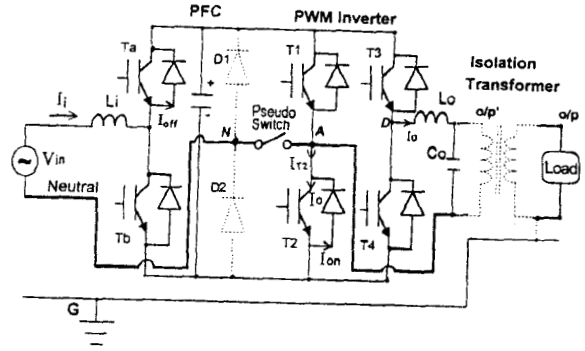 PFC
PWM Inverter
Ta
D1
T1
T3
Isolation
Transformer
Ii
Li
Ioff
+
-
Pseudo
Switch
N
A
D
Lo
Io
o/p'
o/p
Vin
Neutral
IT2
Io
Co
Load
Tb
D2
T2
Ion
T4
G